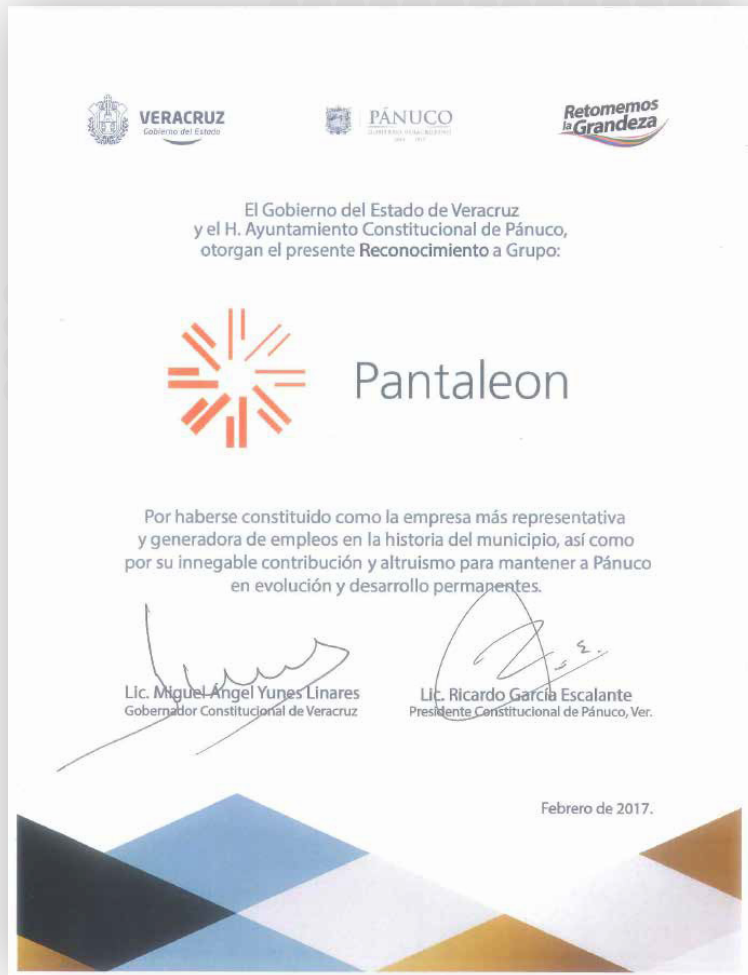 VERACRUZ
Gobierno del Estado
PÁNUCO
Retomemos
la Grandeza
El Gobierno del Estado de Veracruz
y el H. Ayuntamiento Constitucional de Pánuco,
otorgan el presente Reconocimiento a Grupo:
Pantaleon
Por haberse constituido como la empresa más representativa
y generadora de empleos en la historia del municipio, así como
por su innegable contribución y altruismo para mantener a Pánuco
en evolución y desarrollo permanentes.
Lic. Miguel Ángel Yunes Linares
Gobernador Constitucional de Veracruz
Lic. Ricardo García Escalante
Presidente Constitucional de Pánuco, Ver.
Febrero de 2017.